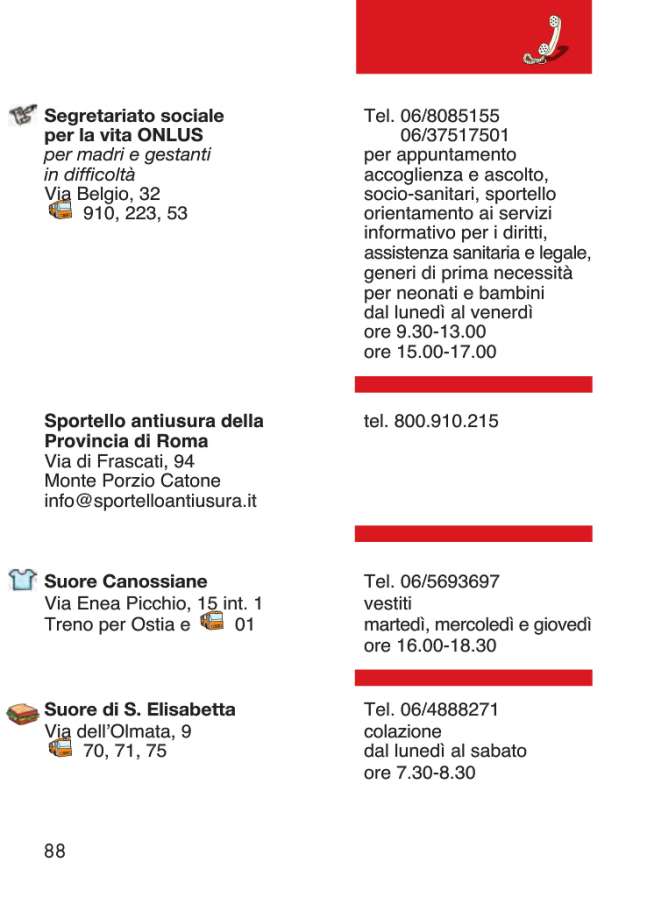 Segretariato sociale
per la vita ONLUS
per madri e gestanti
in difficoltà
Via Belgio, 32
910, 223, 53
Tel. 06/8085155
06/37517501
per appuntamento
accoglienza e ascolto,
socio-sanitari, sportello
orientamento ai servizi
informativo per i diritti,
assistenza sanitaria e legale,
generi di prima necessità
per neonati e bambini
dal lunedì al venerdì
ore 9.30-13.00
ore 15.00-17.00
Sportello antiusura della
Provincia di Roma
Via di Frascati, 94
Monte Porzio Catone
info@sportelloantiusura.it
tel. 800.910.215
Suore Canossiane
Via Enea Picchio, 15 int. 1
Treno per Ostia e 01
Tel. 06/5693697
vestiti
martedì, mercoledì e giovedì
ore 16.00-18.30
Suore di S. Elisabetta
Via dell'Olmata, 9
70, 71, 75
Tel. 06/4888271
colazione
dal lunedì al sabato
ore 7.30-8.30
88